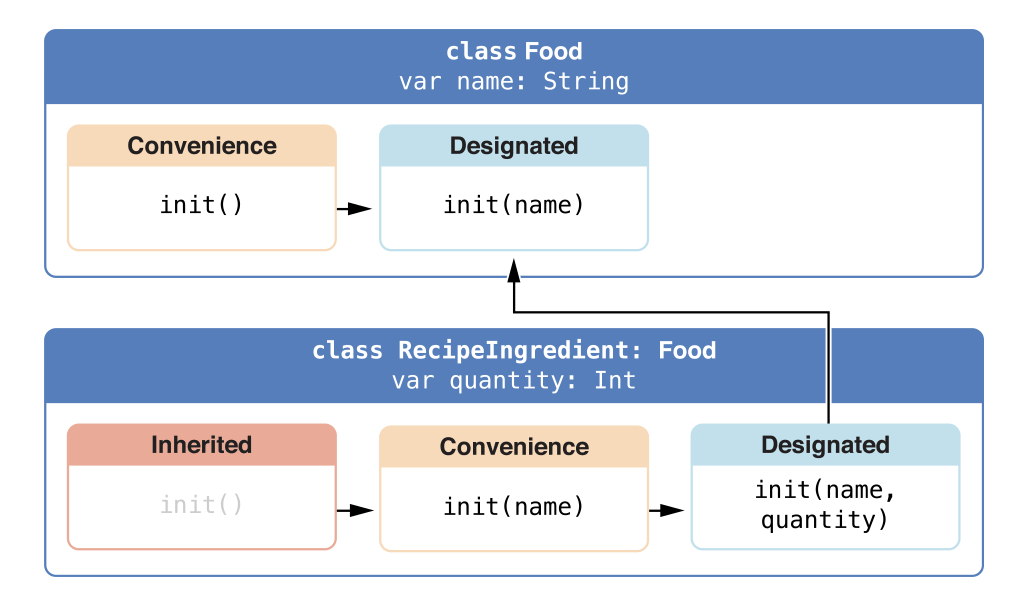 class Food
var name: String
Convenience
Designated
init()
init(name)
class RecipeIngredient: Food
var quantity: Int
Inherited
Convenience
Designated
init()
init(name)
init(name,
quantity)